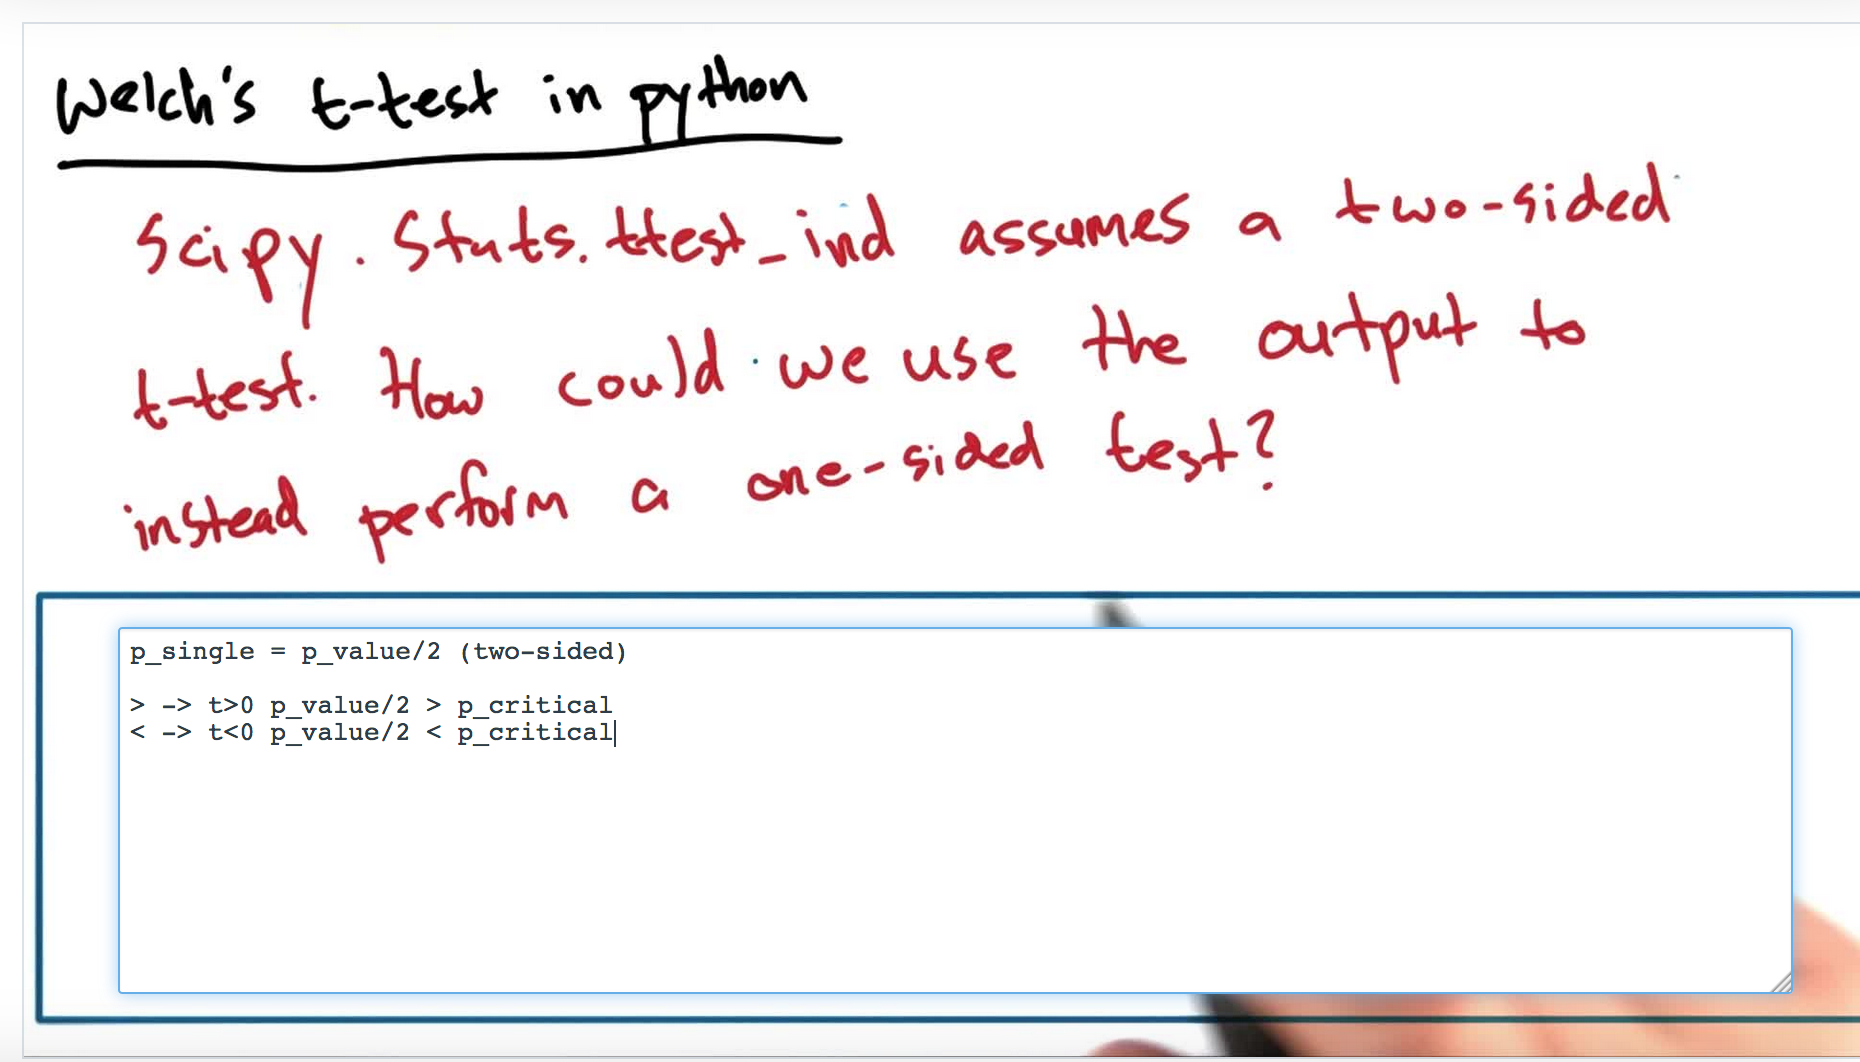 Welch's t-test in python
Scipy. Stats. ttest_ind assumes a two-sided
t-test. How could we use the output to
instead perform a one-sided test?
p_single = p_value/2 (two-sided)
> -> t>0 p_value/2 > p_critical
< -> t<0 p_value/2 < p_critical